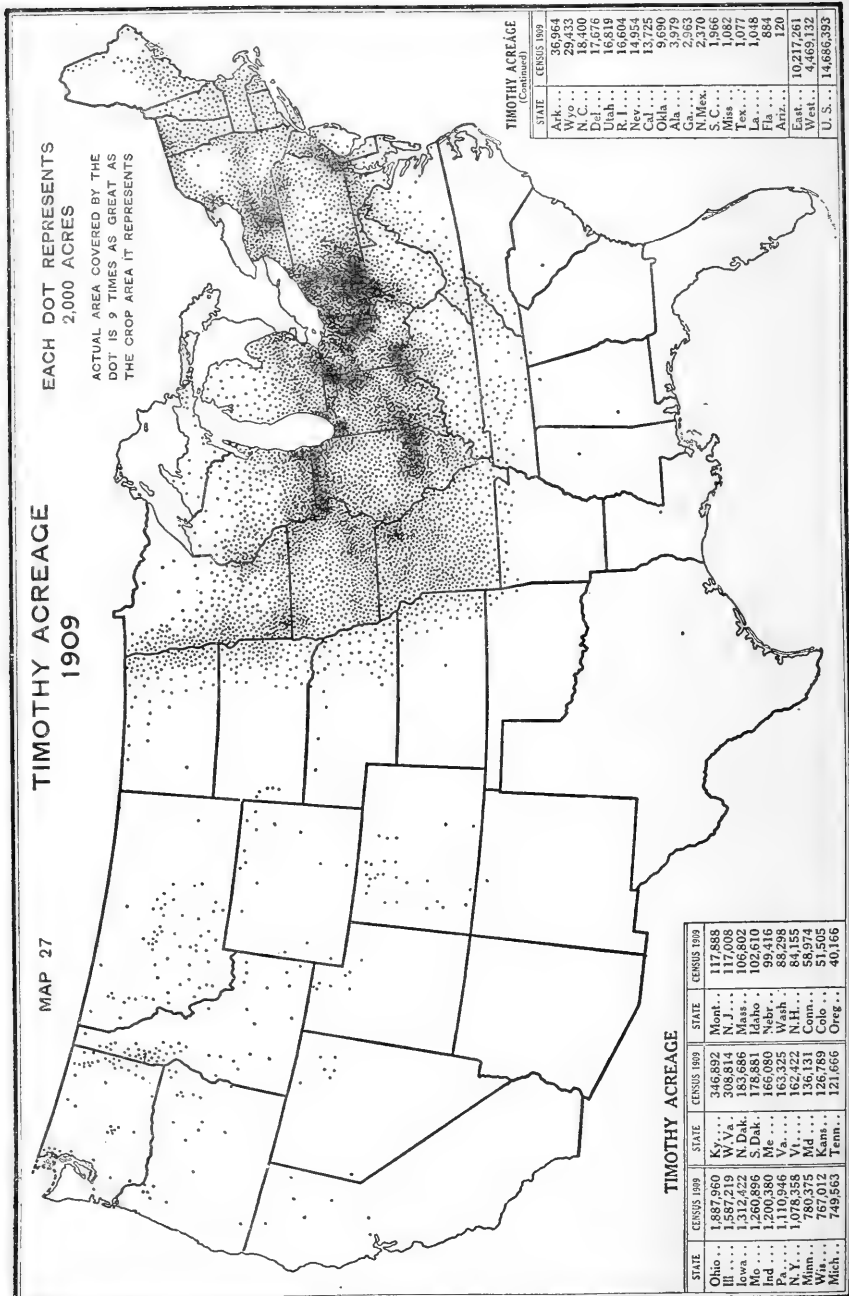 MAP 27
TIMOTHY ACREAGE
1909
EACH DOT REPRESENTS
2,000 ACRES
ACTUAL AREA COVERED BY THE
DOT IS 9 TIMES AS GREAT AS
THE CROP AREA IT REPRESENTS
TIMOTHY ACREAGE
STATE CENSUS 1909 STATE CENSUS 1909 STATE CENSUS 1909
Ohio .. 1,887,960 Ky.... 346,892 Mont.. 117,888
Ill .... 1,587,219 W.Va . 308,814 N. J... 117,008
Iowa .. 1,312,422 N. Dak. 183,686 Mass.. 106,802
Mo ... 1,260,896 S. Dak. 178,881 Idaho . 102,610
Ind ... 1,200,380 Me ... 166,080 Nebr.. 99,416
Pa.... 1,110,946 Va.... 163,325 Wash . 88,298
N.Y... 1,078,358 Vt.... 162,422 N.H.. 84,155
Minn.. 780,375 Md ... 136,131 Conn.. 58,974
Wis... 767,012 Kans.. 126,789 Colo .. 51,505
Mich.. 749,563 Tenn.. 121,666 Oreg .. 40,166
TIMOTHY ACREAGE
(Continued)
STATE CENSUS 1909
Ark... 36,964
Wyo .. 29,433
N. C... 18,400
Del ... 17,676
Utah.. 16,819
R. I... 16,604
Nev... 14,954
Cal ... 13,725
Okla.. 9,690
Ala ... 3,979
Ga.... 2,963
N.Mex. 2,370
S. C... 1,966
Miss .. 1,082
Tex... 1,077
La.... 1,048
Fla ... 884
Ariz.. 120
East... 10,217,261
West.. 4,469,132
U. S... 14,686,393